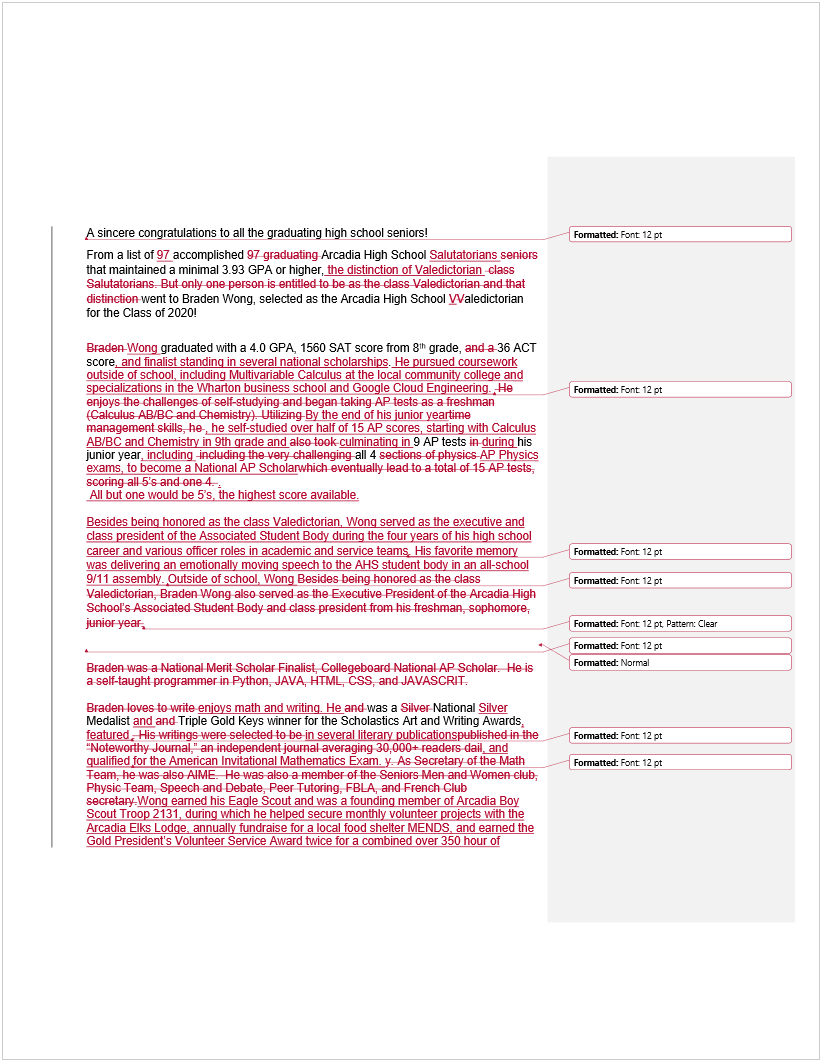 A sincere congratulations to all the graduating high school seniors!
Formatted: Font: 12 pt
From a list of 97 accomplished 97 graduating Arcadia High School Salutatorians seniors
that maintained a minimal 3.93 GPA or higher, the distinction of Valedictorian class
Salutatorians. But only one person is entitled to be as the class Valedictorian and that
distinction went to Braden Wong, selected as the Arcadia High School VValedictorian
for the Class of 2020!
Braden Wong graduated with a 4.0 GPA, 1560 SAT score from 8th grade, and a 36 ACT
score, and finalist standing in several national scholarships. He pursued coursework
outside of school, including Multivariable Calculus at the local community college and
specializations in the Wharton business school and Google Cloud Engineering. He
Formatted: Font: 12 pt
enjoys the challenges of self-studying and began taking AP tests as a freshman
(Calculus AB/BC and Chemistry). Utilizing By the end of his junior yeartime
management skills, he , he self-studied over half of 15 AP scores, starting with Calculus
AB/BC and Chemistry in 9th grade and also took culminating in 9 AP tests in during his
junior year, including including the very challenging all 4 sections of physics AP Physics
exams, to become a National AP Scholarwhich eventually lead to a total of 15 AP tests,
scoring all 5's and one 4. .
All but one would be 5's, the highest score available.
Besides being honored as the class Valedictorian, Wong served as the executive and
class president of the Associated Student Body during the four years of his high school
career and various officer roles in academic and service teams. His favorite memory
Formatted: Font: 12 pt
was delivering an emotionally moving speech to the AHS student body in an all-school
9/11 assembly. Outside of school, Wong Besides being honored as the class
Formatted: Font: 12 pt
Valedictorian, Braden Wong also served as the Executive President of the Arcadia High
School's Associated Student Body and class president from his freshman, sophomore,
junior year.
Formatted: Font: 12 pt, Pattern: Clear
Formatted: Font: 12 pt
Formatted: Normal
Braden was a National Merit Scholar Finalist, Collegeboard National AP Scholar. He is
a self-taught programmer in Python, JAVA, HTML, CSS, and JAVASCRIT.
Braden loves to write enjoys math and writing. He and was a Silver National Silver
Medalist and and Triple Gold Keys winner for the Scholastics Art and Writing Awards,
featured . His writings were selected to be in several literary publicationspublished in the
Formatted: Font: 12 pt
"Noteworthy Journal," an independent journal averaging 30,000+ readers dail, and
qualified for the American Invitational Mathematics Exam. y. As Secretary of the Math
Formatted: Font: 12 pt
Team, he was also AIME. He was also a member of the Seniors Men and Women club,
Physic Team, Speech and Debate, Peer Tutoring, FBLA, and French Club
secretary.Wong earned his Eagle Scout and was a founding member of Arcadia Boy
Scout Troop 2131, during which he helped secure monthly volunteer projects with the
Arcadia Elks Lodge, annually fundraise for a local food shelter MENDS, and earned the
Gold President's Volunteer Service Award twice for a combined over 350 hour of